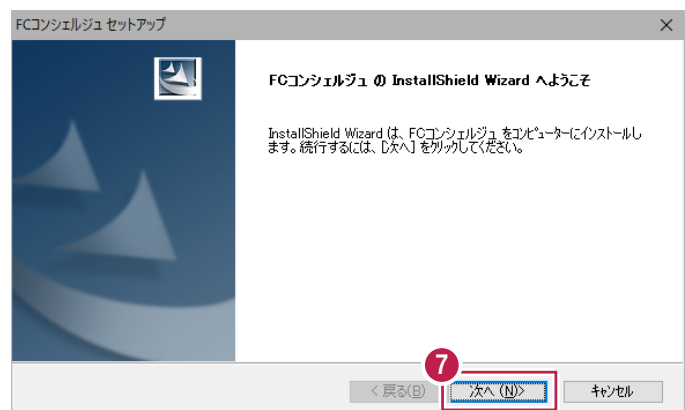 FCコンシェルジュ セットアップ
FCコンシェルジュ の InstallShield Wizard へようこそ
InstallShield Wizard は、FCコンシェルジュ をコンピューターにインストールし
ます。続行するには、[次へ] をクリックしてください。
7
< 戻る(B)
次へ (N)>
キャンセル